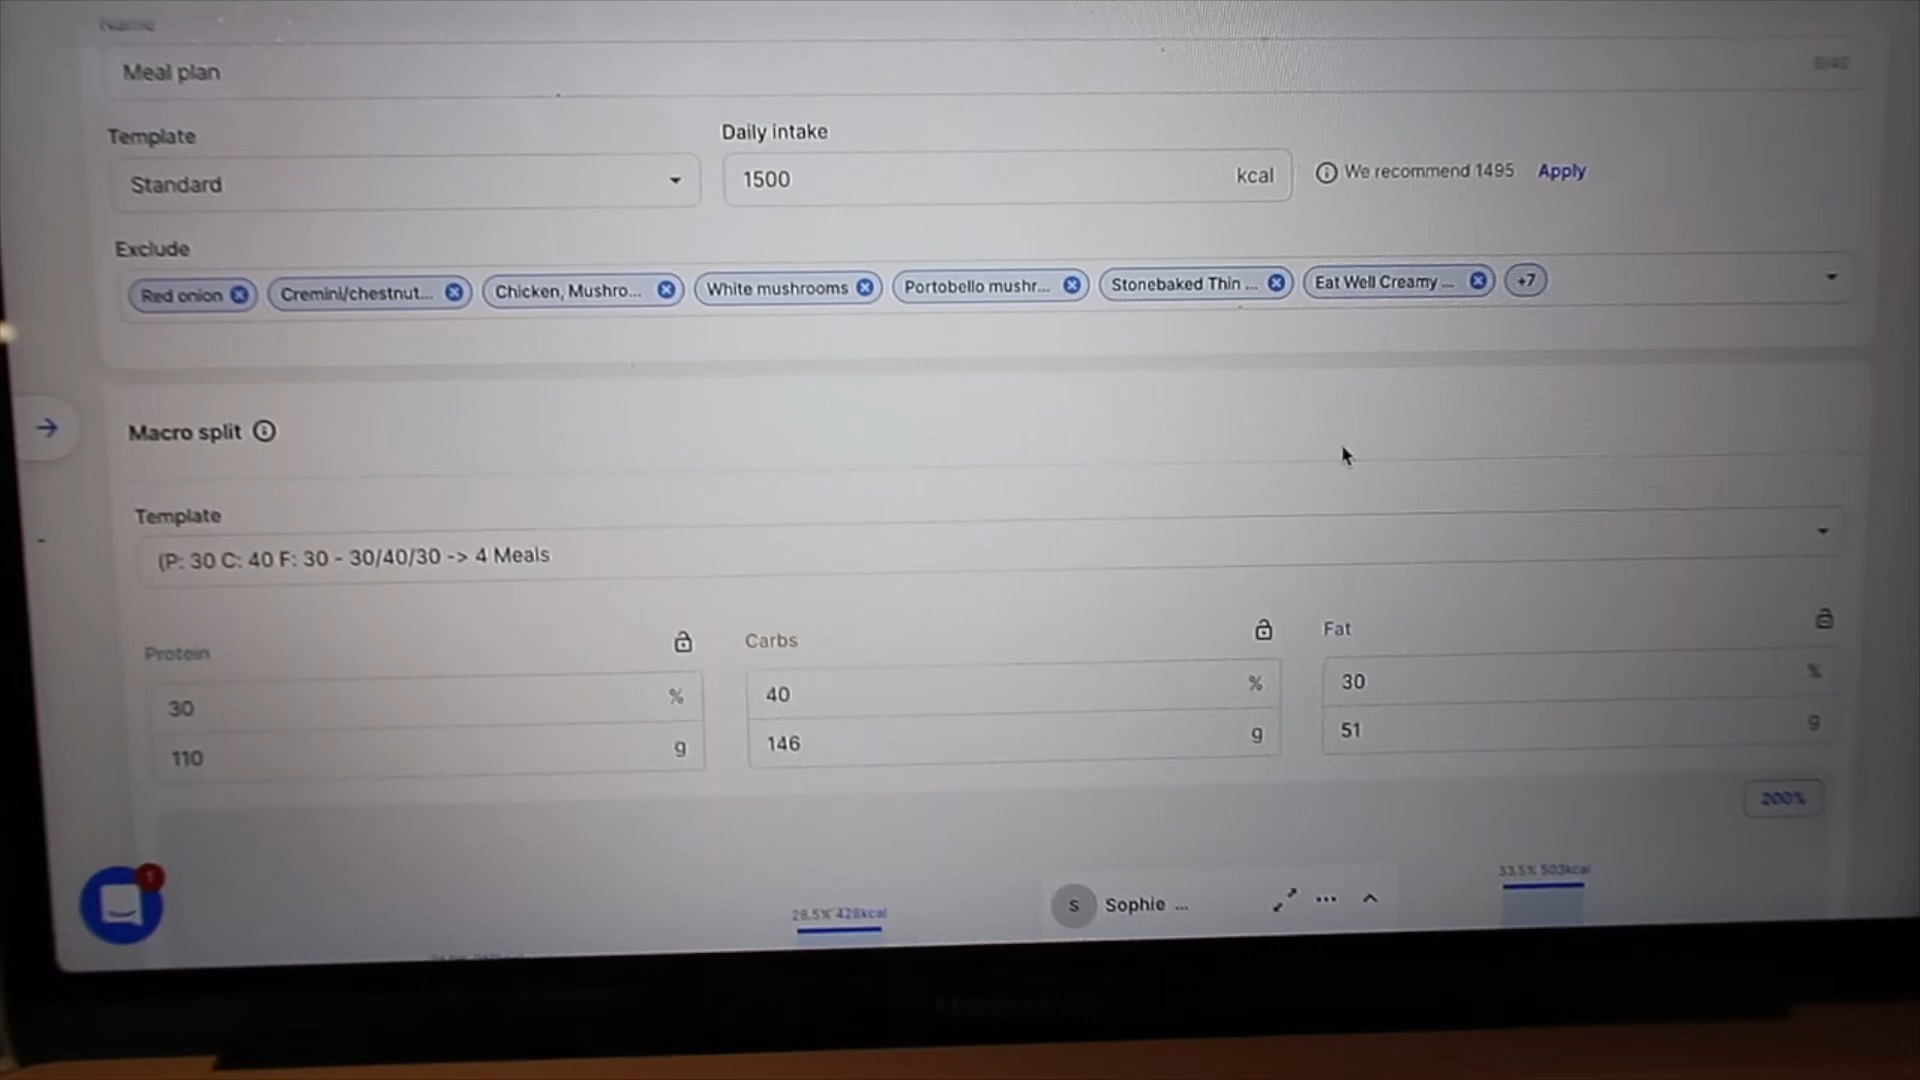 Name
Meal plan 9/40
Template Daily intake
Standard 1500 kcal We recommend 1495 Apply
Exclude
Red onion Cremini/chestnut... Chicken, Mushro... White mushrooms Portobello mushr... Stonebaked Thin ... Eat Well Creamy ... +7
Macro split
Template
(P: 30 C: 40 F: 30 - 30/40/30 -> 4 Meals
Protein Carbs Fat
30 % 40 % 30 %
110 g 146 g 51 g
200%
33.5% 503kcal
28.5% 428kcal
1
S Sophie ...